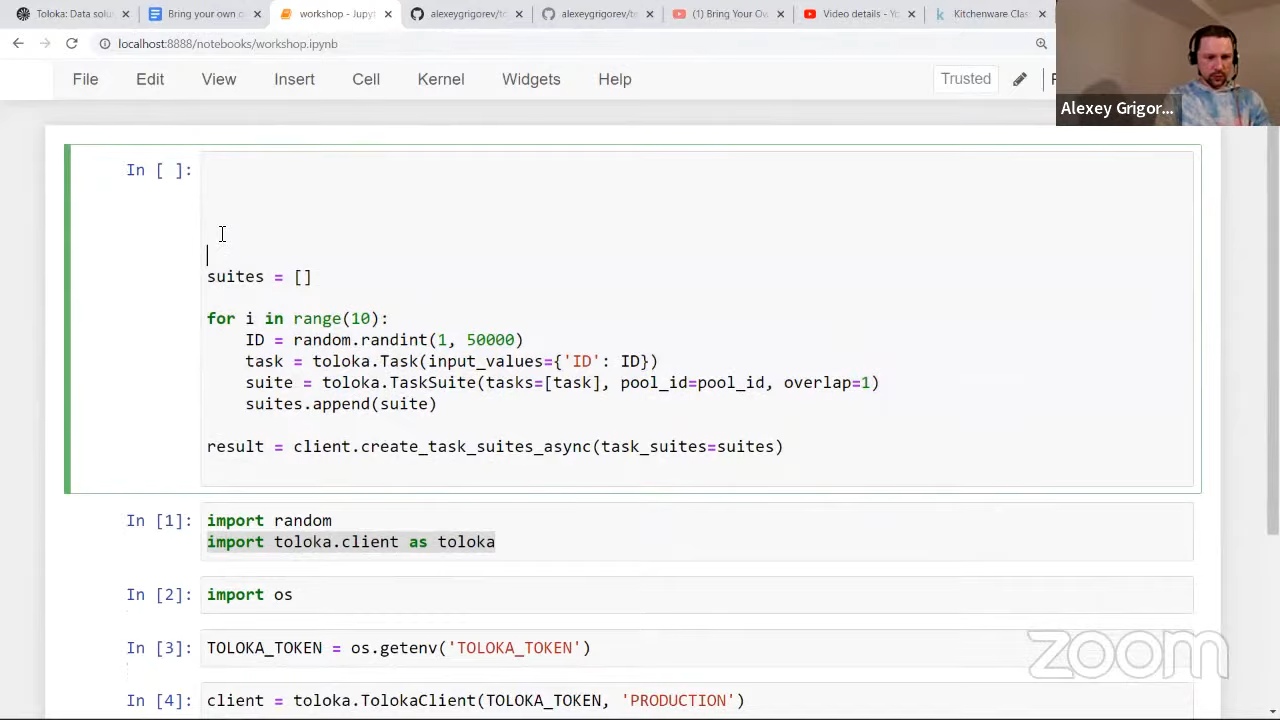 Toloka: Data solu
Bring your own c
workshop - Jupyt
alexeygrigorev/to
alexeygrigorev/te
(1) Bring Your Ow
Video details - Yo
Kitchenware Clas
localhost:8888/notebooks/workshop.ipynb
File Edit View Insert Cell Kernel Widgets Help
Trusted
Alexey Grigor...
In [ ]:
suites = []
for i in range(10):
ID = random.randint(1, 50000)
task = toloka.Task(input_values={'ID': ID})
suite = toloka.TaskSuite(tasks=[task], pool_id=pool_id, overlap=1)
suites.append(suite)
result = client.create_task_suites_async(task_suites=suites)
In [1]: import random
import toloka.client as toloka
In [2]: import os
In [3]: TOLOKA_TOKEN = os.getenv('TOLOKA_TOKEN')
In [4]: client = toloka.TolokaClient(TOLOKA_TOKEN, 'PRODUCTION')
zoom